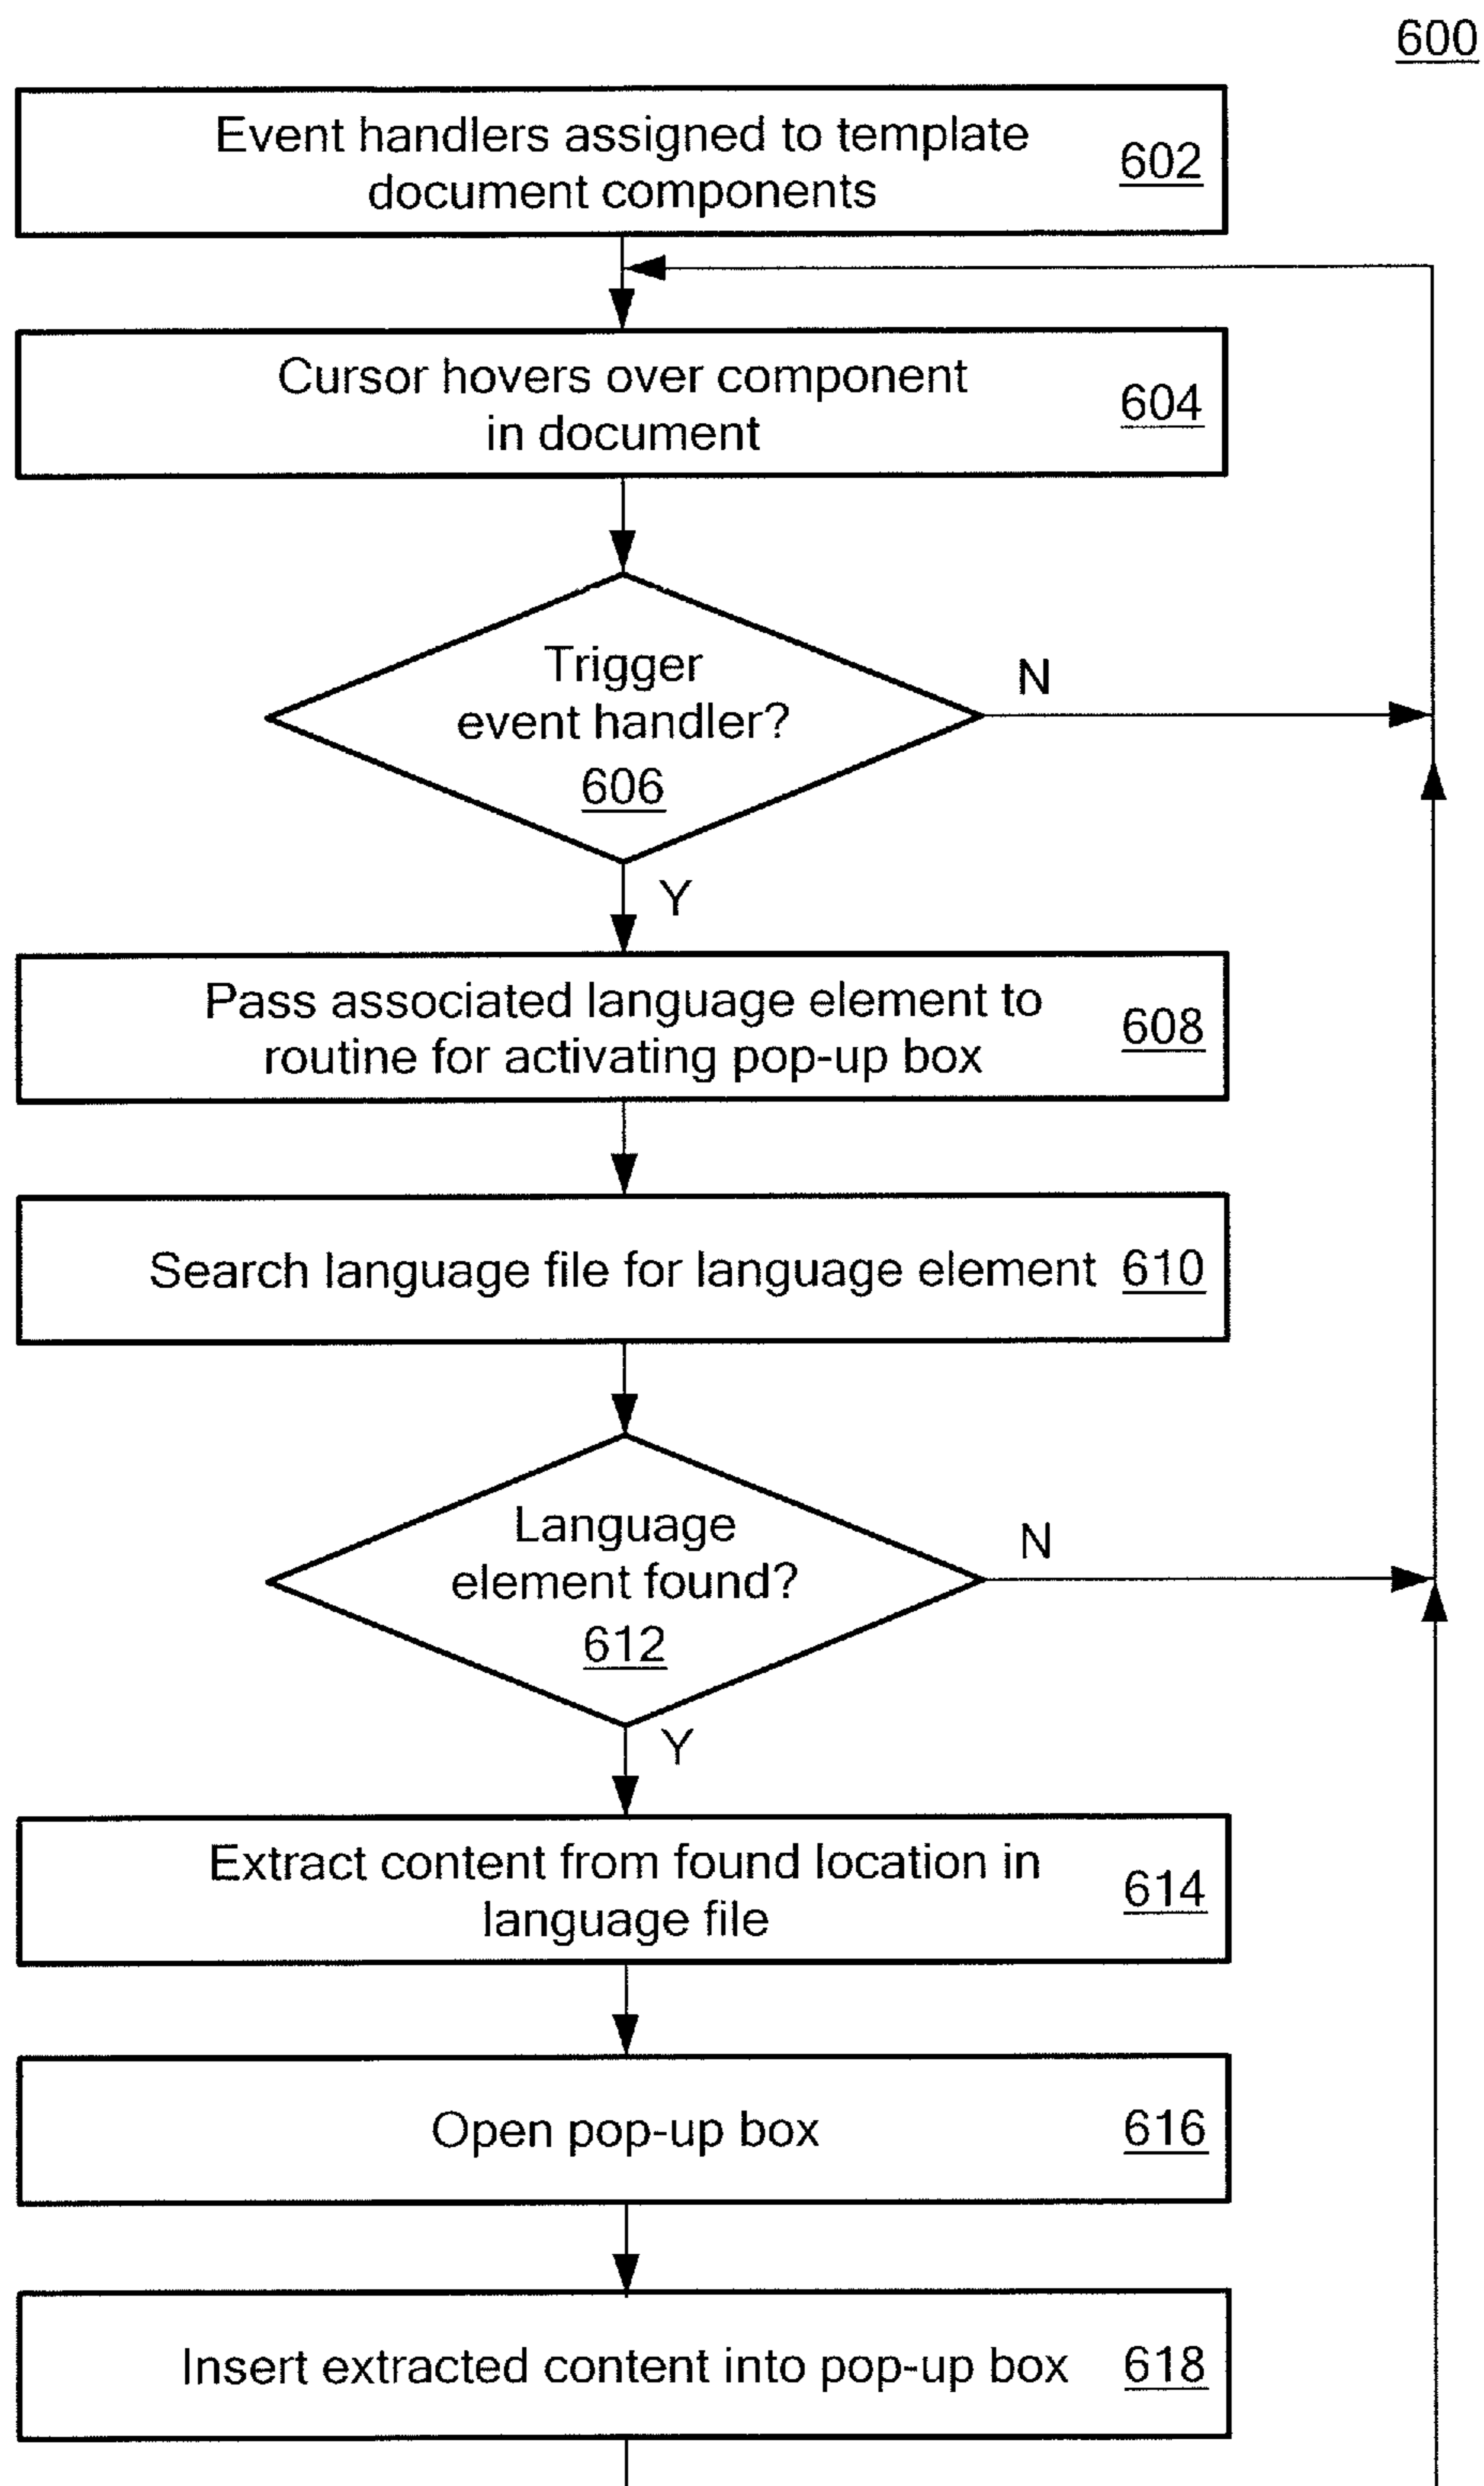 600
Event handlers assigned to template
document components
602
Cursor hovers over component
in document
604
Trigger
event handler?
606
N
Y
Pass associated language element to
routine for activating pop-up box
608
Search language file for language element 610
Language
element found?
612
N
Y
Extract content from found location in
language file
614
Open pop-up box 616
Insert extracted content into pop-up box 618